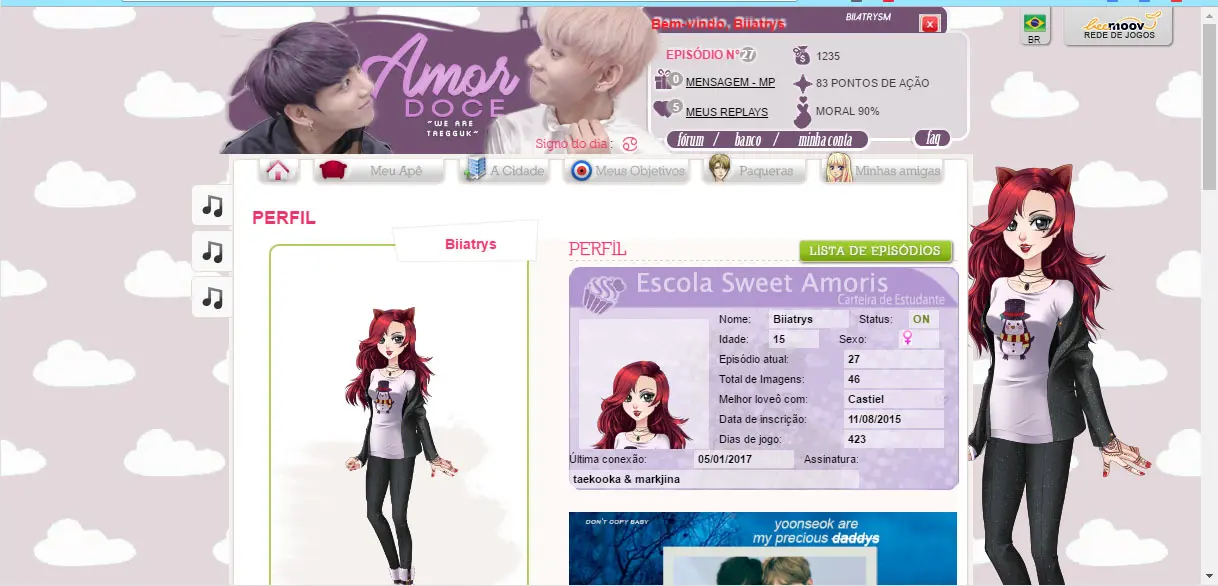 Bem-vindo, Biiatrys
BIIATRYSM
x
BR
REDE DE JOGOS
EPISÓDIO Nº27
1235
0 MENSAGEM - MP
83 PONTOS DE AÇÃO
5 MEUS REPLAYS
MORAL 90%
fórum / banco / minha conta
faq
Amor
DOCE
"WE ARE
TAEGGUK"
Signo do dia :
Meu Apê
A Cidade
Meus Objetivos
Paqueras
Minhas amigas
PERFIL
Biiatrys
PERFIL
LISTA DE EPISÓDIOS
Escola Sweet Amoris
Carteira de Estudante
Nome: Biiatrys Status: ON
Idade: 15 Sexo: ♀
Episódio atual: 27
Total de Imagens: 46
Melhor loveô com: Castiel
Data de inscrição: 11/08/2015
Dias de jogo: 423
Última conexão: 05/01/2017 Assinatura:
taekooka & markjina
DON'T COPY BABY
yoonseok are
my precious daddys